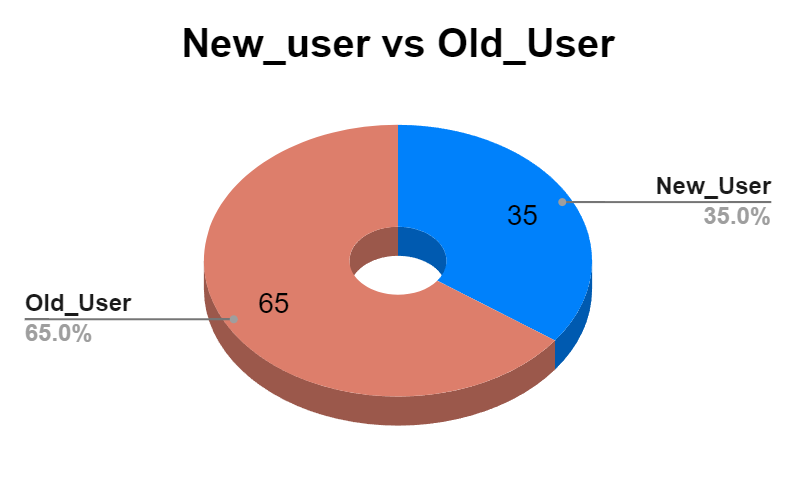 New_user vs Old_User
New_User
35.0%
35
65
Old_User
65.0%